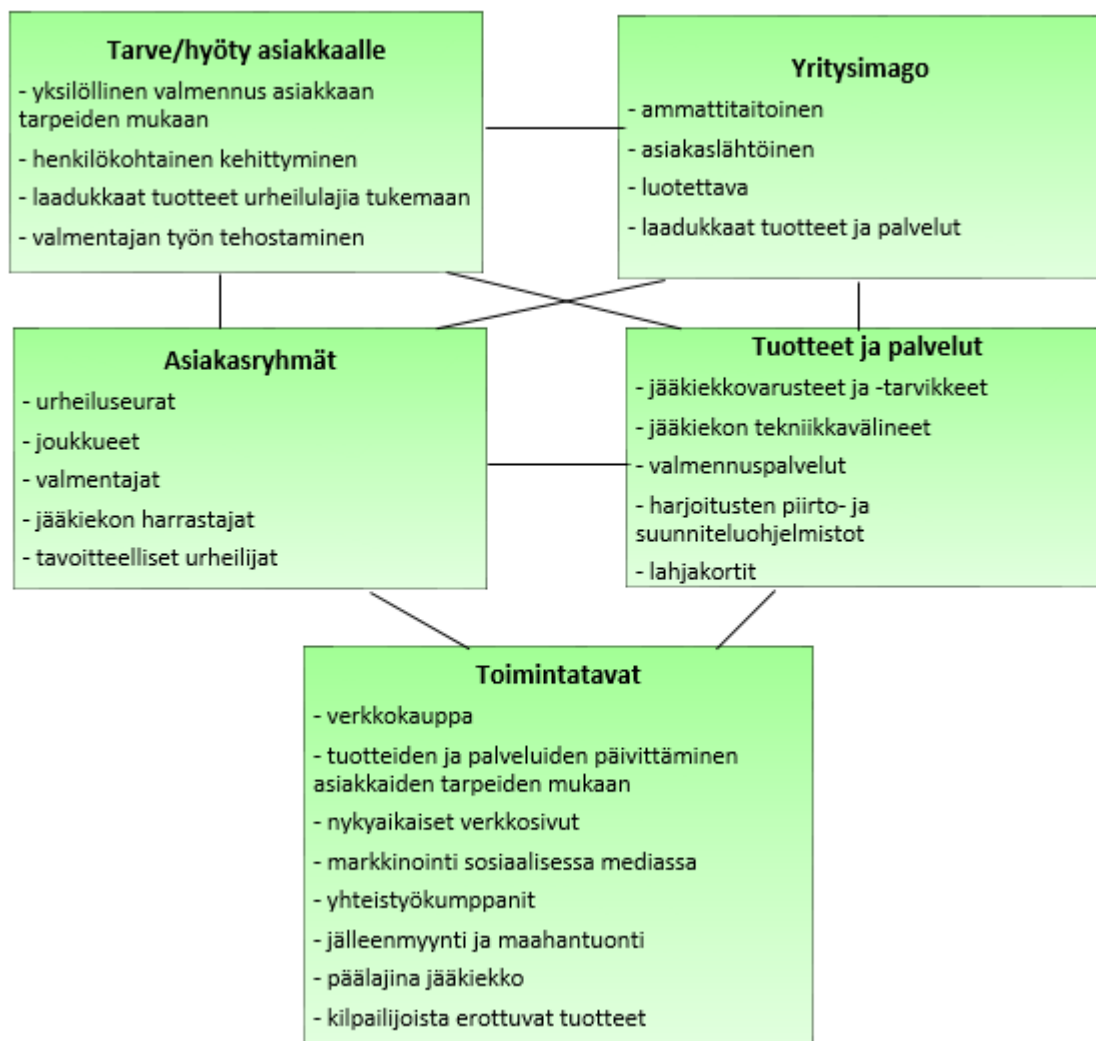 Tarve/hyöty asiakkaalle
- yksilöllinen valmennus asiakkaan
tarpeiden mukaan
- henkilökohtainen kehittyminen
- laadukkaat tuotteet urheilulajia tukemaan
- valmentajan työn tehostaminen
Yritysimago
- ammattitaitoinen
- asiakaslähtöinen
- luotettava
- laadukkaat tuotteet ja palvelut
Asiakasryhmät
- urheiluseurat
- joukkueet
- valmentajat
- jääkiekon harrastajat
- tavoitteelliset urheilijat
Tuotteet ja palvelut
- jääkiekkovarusteet ja -tarvikkeet
- jääkiekon tekniikkavälineet
- valmennuspalvelut
- harjoitusten piirto- ja
suunniteluohjelmistot
- lahjakortit
Toimintatavat
- verkkokauppa
- tuotteiden ja palveluiden päivittäminen
asiakkaiden tarpeiden mukaan
- nykyaikaiset verkkosivut
- markkinointi sosiaalisessa mediassa
- yhteistyökumppanit
- jälleenmyynti ja maahantuonti
- päälajina jääkiekko
- kilpailijoista erottuvat tuotteet